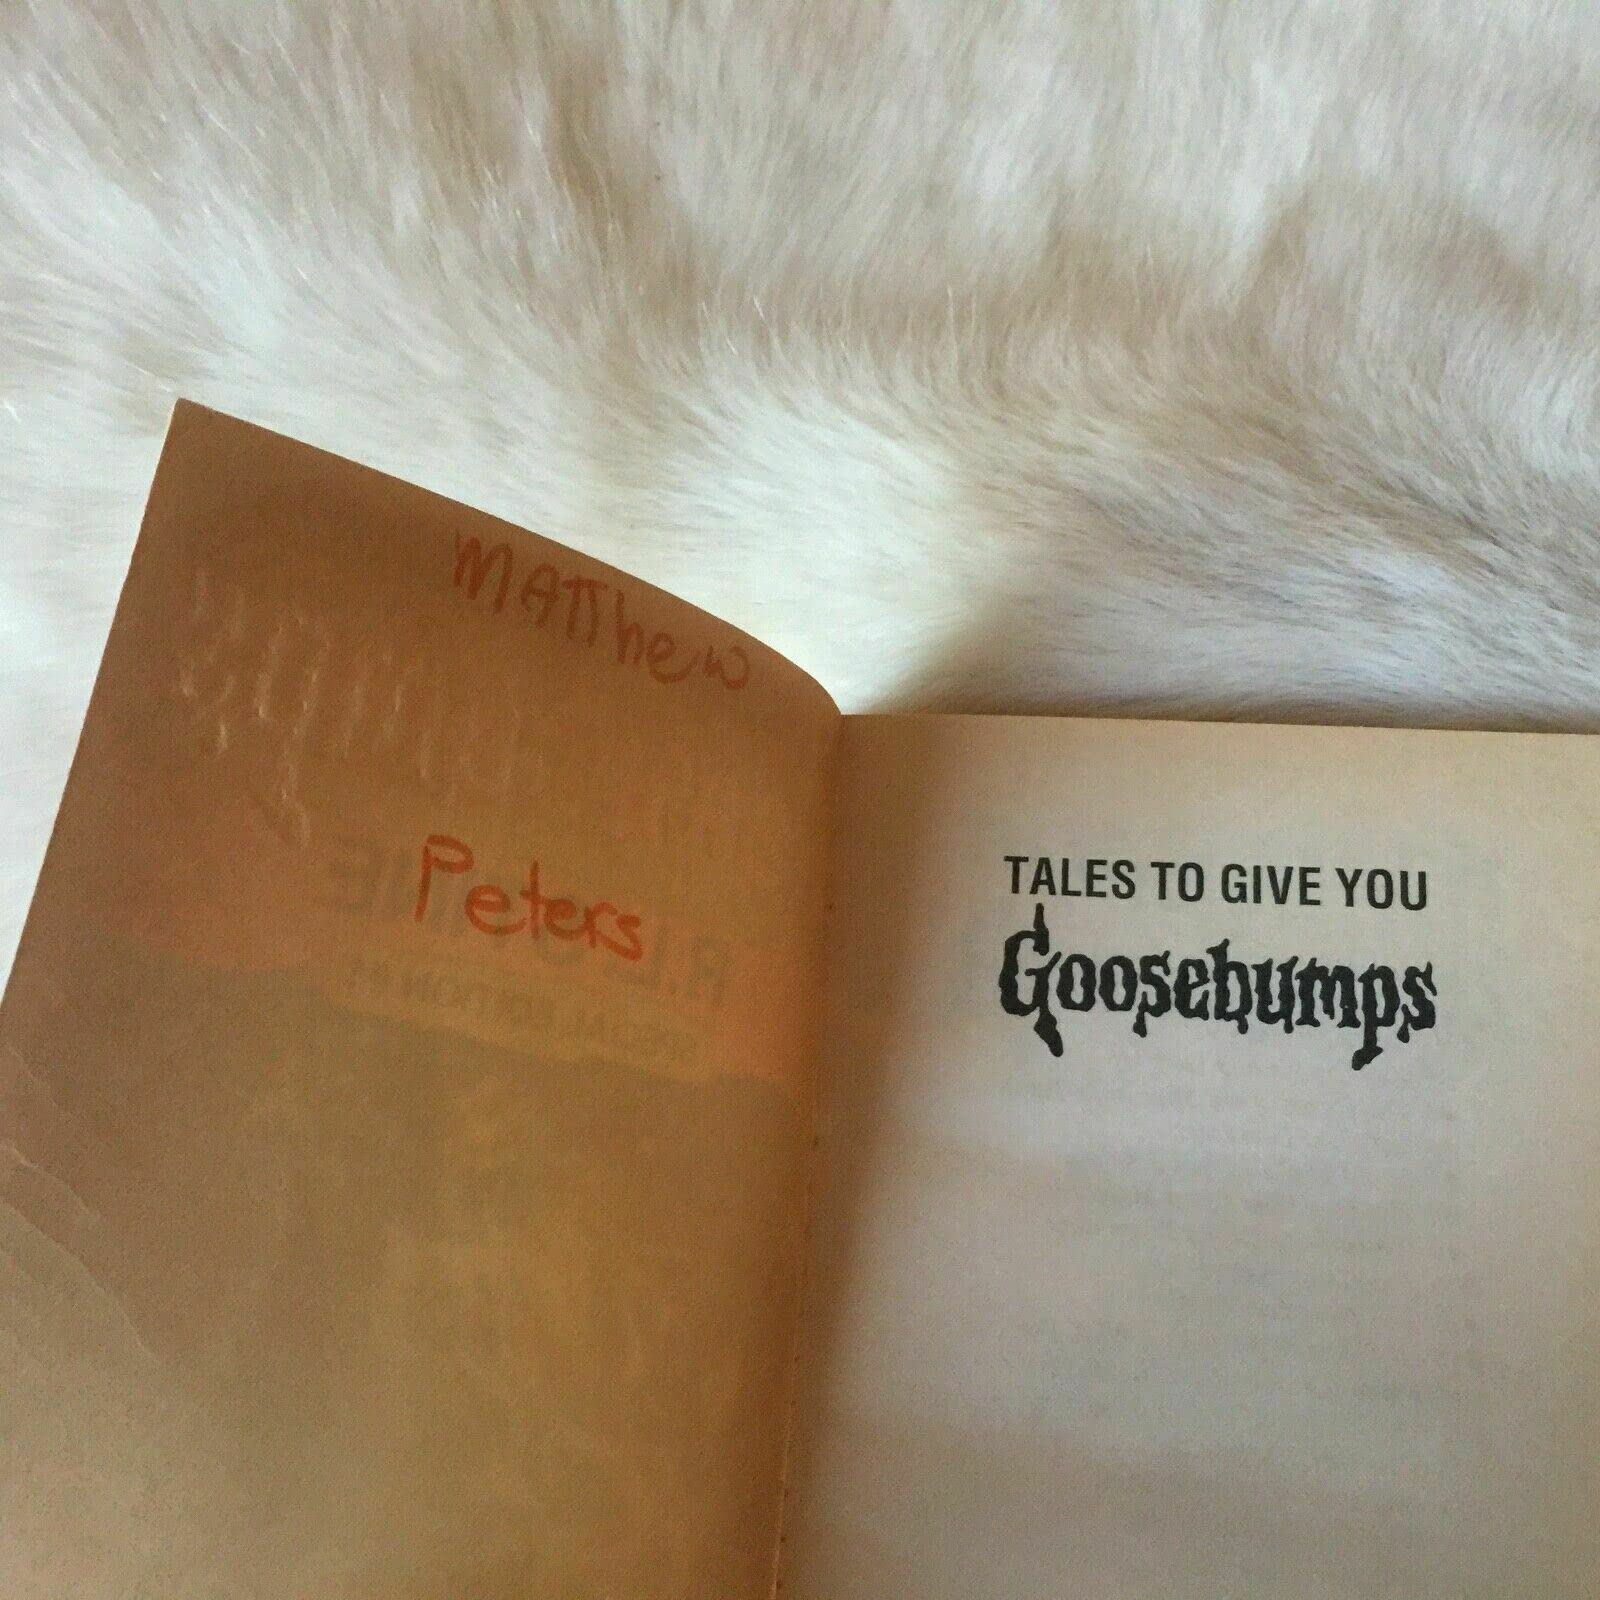 MATThew
Peters
TALES TO GIVE YOU
Goosebumps